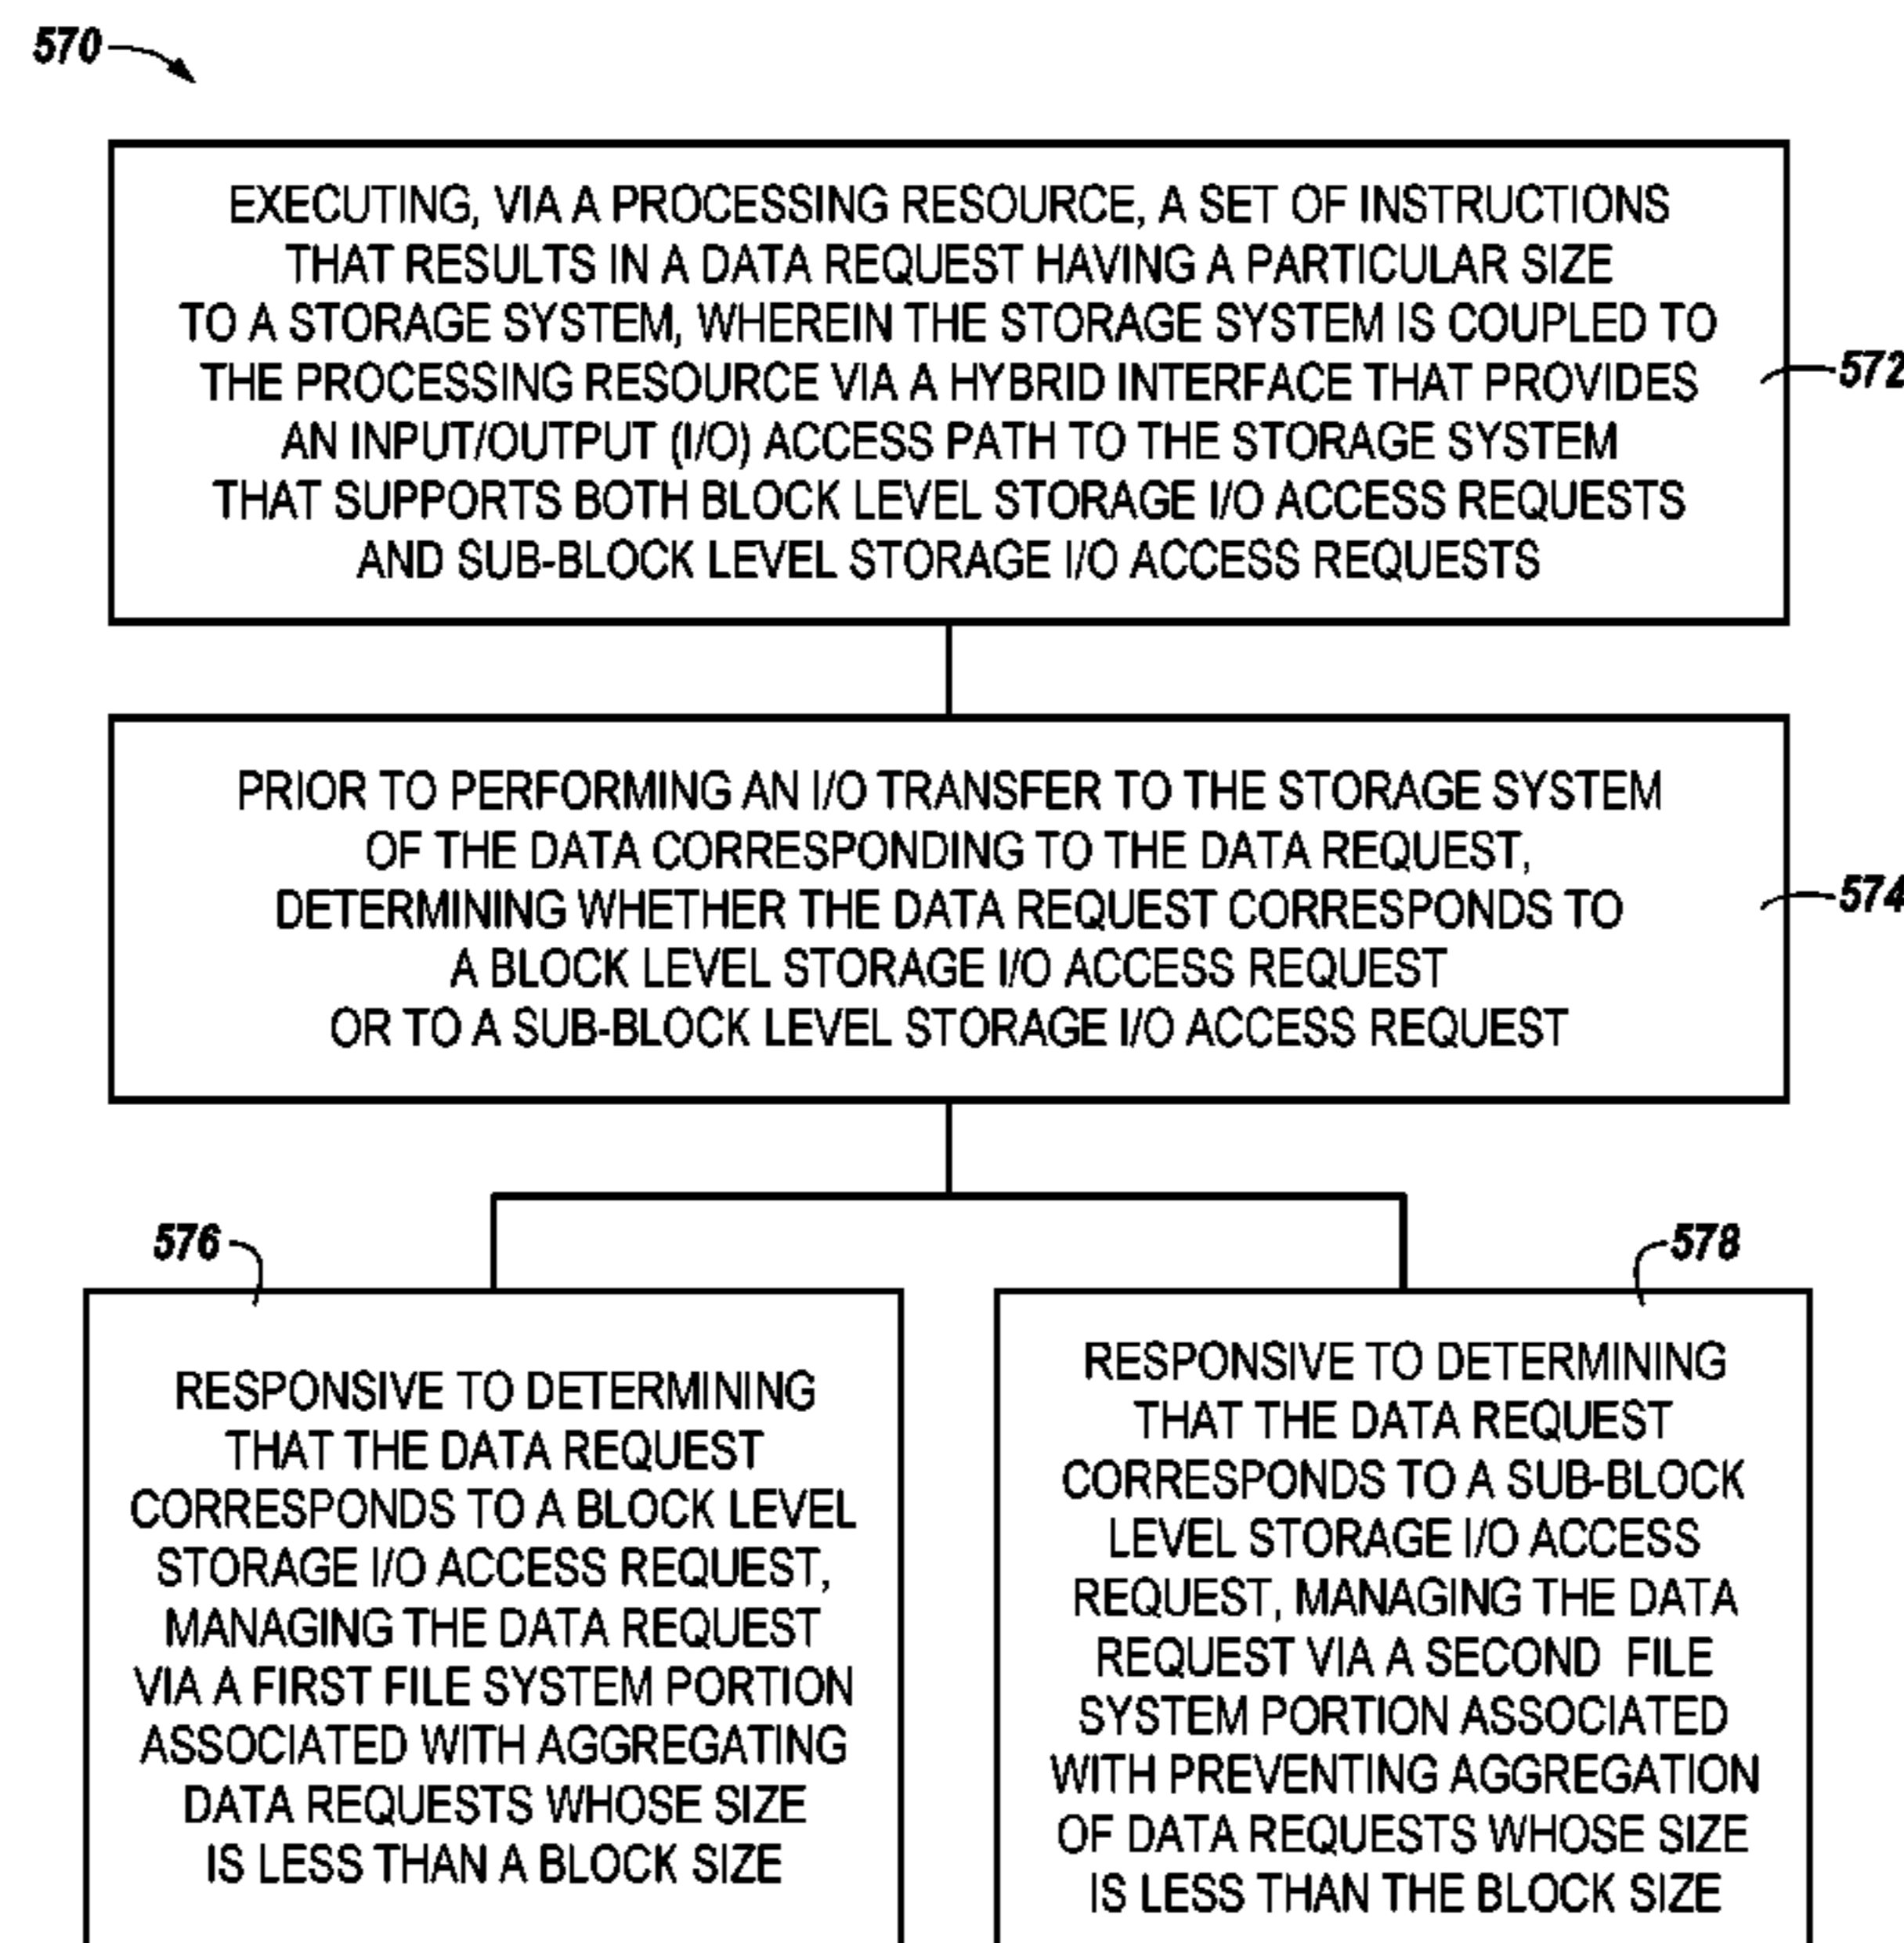 570
EXECUTING, VIA A PROCESSING RESOURCE, A SET OF INSTRUCTIONS
THAT RESULTS IN A DATA REQUEST HAVING A PARTICULAR SIZE
TO A STORAGE SYSTEM, WHEREIN THE STORAGE SYSTEM IS COUPLED TO
THE PROCESSING RESOURCE VIA A HYBRID INTERFACE THAT PROVIDES
AN INPUT/OUTPUT (I/O) ACCESS PATH TO THE STORAGE SYSTEM
THAT SUPPORTS BOTH BLOCK LEVEL STORAGE I/O ACCESS REQUESTS
AND SUB-BLOCK LEVEL STORAGE I/O ACCESS REQUESTS
572
PRIOR TO PERFORMING AN I/O TRANSFER TO THE STORAGE SYSTEM
OF THE DATA CORRESPONDING TO THE DATA REQUEST,
DETERMINING WHETHER THE DATA REQUEST CORRESPONDS TO
A BLOCK LEVEL STORAGE I/O ACCESS REQUEST
OR TO A SUB-BLOCK LEVEL STORAGE I/O ACCESS REQUEST
574
576
RESPONSIVE TO DETERMINING
THAT THE DATA REQUEST
CORRESPONDS TO A BLOCK LEVEL
STORAGE I/O ACCESS REQUEST,
MANAGING THE DATA REQUEST
VIA A FIRST FILE SYSTEM PORTION
ASSOCIATED WITH AGGREGATING
DATA REQUESTS WHOSE SIZE
IS LESS THAN A BLOCK SIZE
578
RESPONSIVE TO DETERMINING
THAT THE DATA REQUEST
CORRESPONDS TO A SUB-BLOCK
LEVEL STORAGE I/O ACCESS
REQUEST, MANAGING THE DATA
REQUEST VIA A SECOND FILE
SYSTEM PORTION ASSOCIATED
WITH PREVENTING AGGREGATION
OF DATA REQUESTS WHOSE SIZE
IS LESS THAN THE BLOCK SIZE